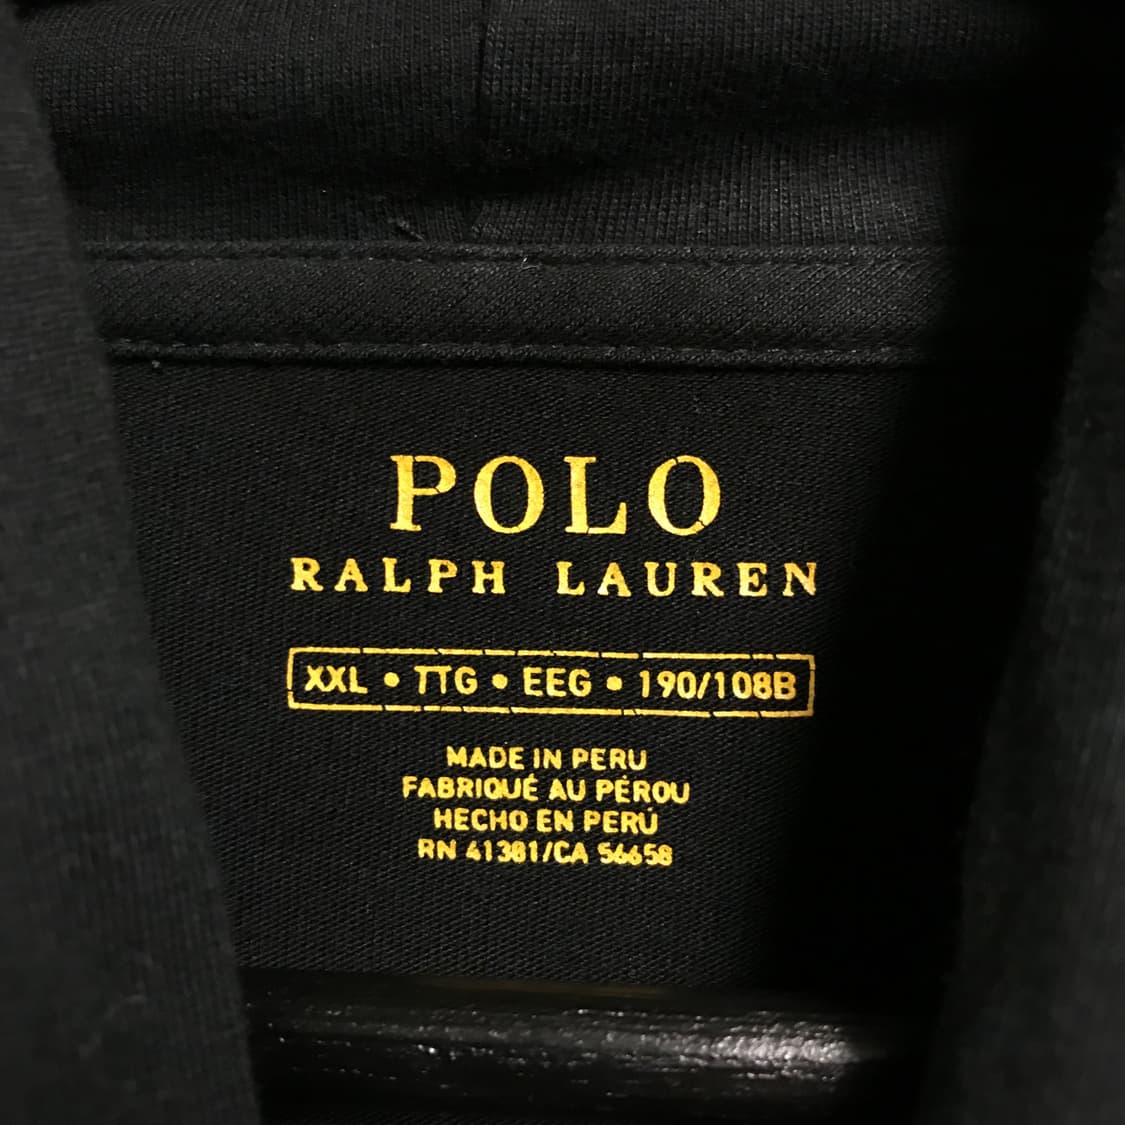 POLO
RALPH LAUREN
XXL • TTG • EEG • 190/108B
MADE IN PERU
FABRIQUÉ AU PÉROU
HECHO EN PERÚ
RN 41381/CA 56658